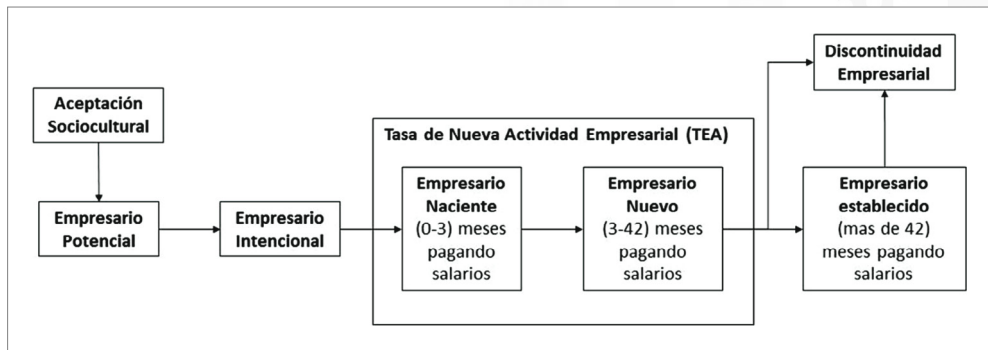 Discontinuidad
Empresarial
Aceptación
Sociocultural
Tasa de Nueva Actividad Empresarial (TEA)
Empresario
Potencial
Empresario
Intencional
Empresario
Naciente
(0-3) meses
pagando
salarios
Empresario
Nuevo
(3-42) meses
pagando
salarios
Empresario
establecido
(mas de 42)
meses pagando
salarios